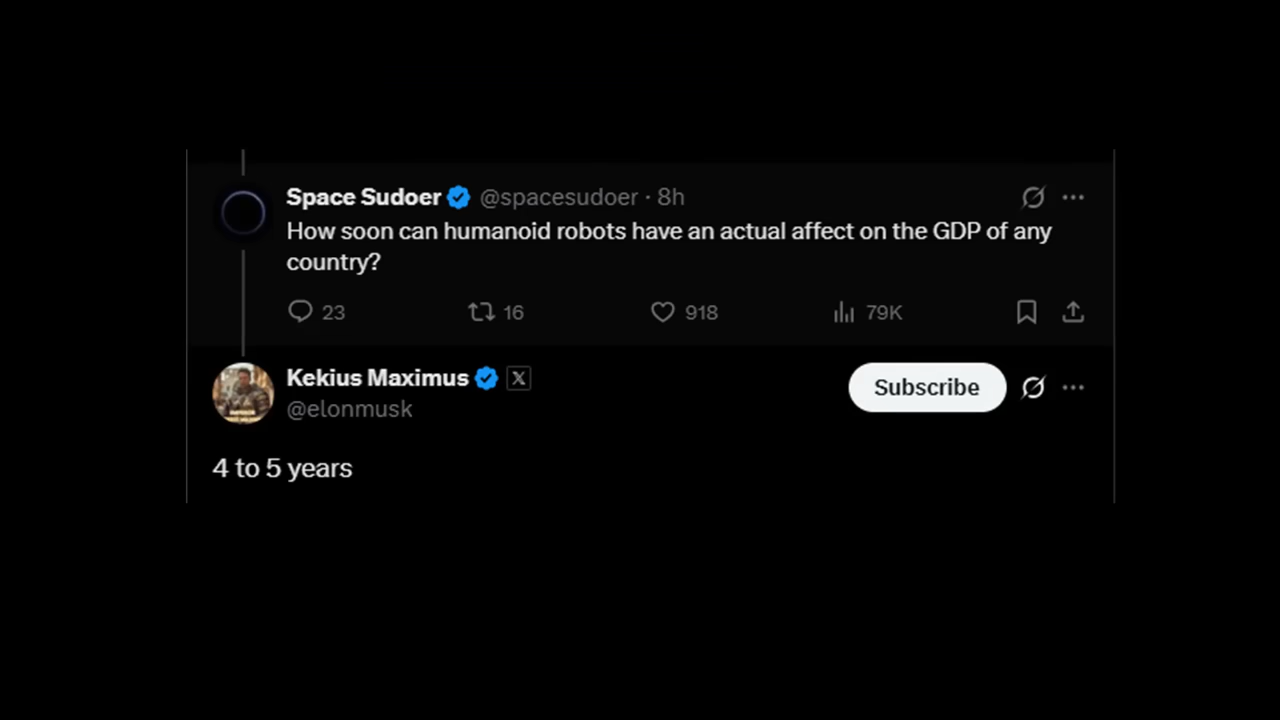 Space Sudoer @spacesudoer · 8h
How soon can humanoid robots have an actual affect on the GDP of any
country?
23 16 918 79K
Kekius Maximus
Subscribe
@elonmusk
4 to 5 years